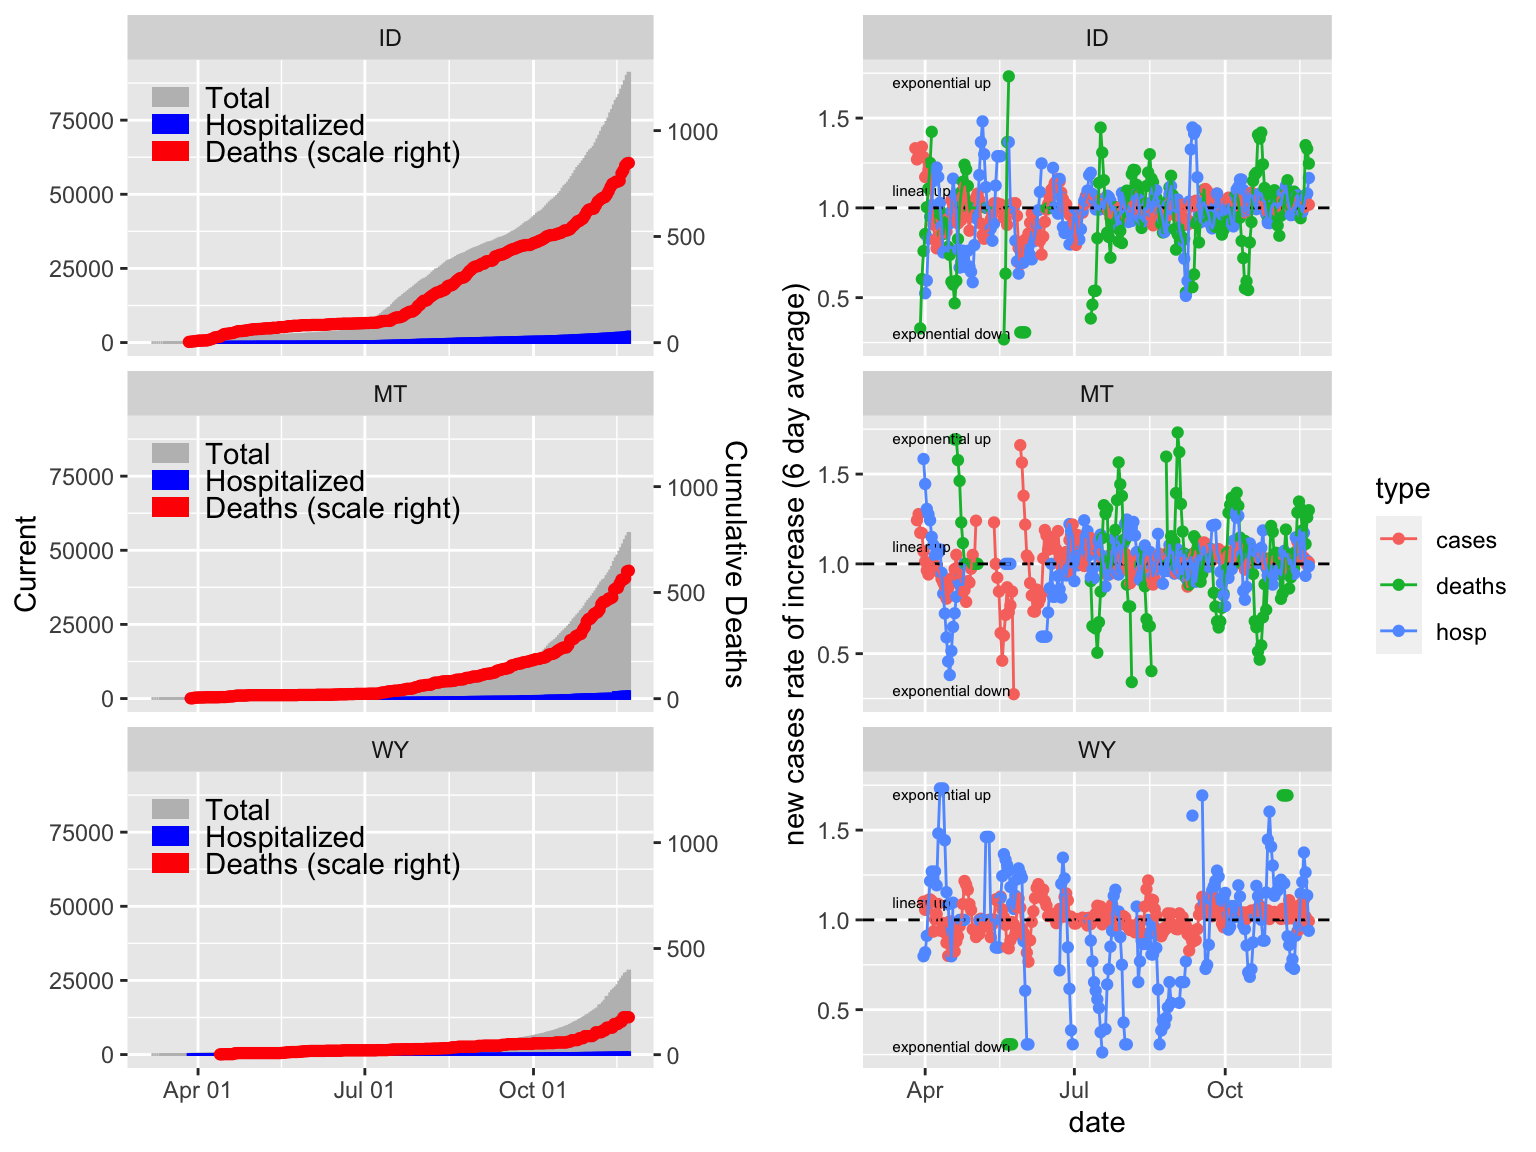 ID
Total
Hospitalized
Deaths (scale right)
75000
50000
25000
0
1000
500
0
MT
Total
Hospitalized
Deaths (scale right)
75000
50000
25000
0
1000
500
0
WY
Total
Hospitalized
Deaths (scale right)
75000
50000
25000
0
1000
500
0
Apr 01
Jul 01
Oct 01
Current
Cumulative Deaths
new cases rate of increase (6 day average)
ID
exponential up
linear up
exponential down
1.5
1.0
0.5
MT
exponential up
linear up
exponential down
1.5
1.0
0.5
WY
exponential up
linear up
exponential down
1.5
1.0
0.5
Apr
Jul
Oct
date
type
cases
deaths
hosp